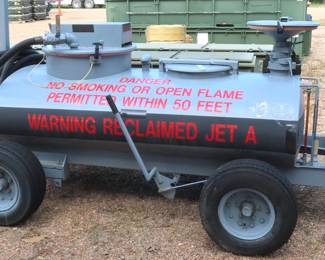 DANGER
NO SMOKING OR OPEN FLAME
PERMITTED WITHIN 50 FEET
WARNING RECLAIMED JET A